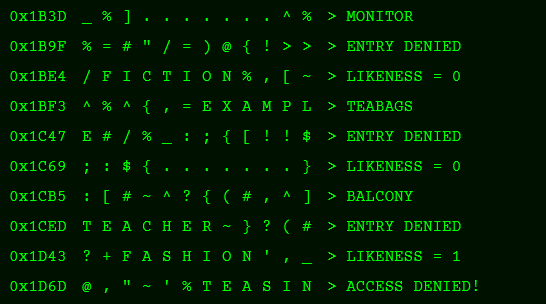 0x1B3D _ % ] . . . . . . . ^ % > MONITOR
0x1B9F % = # " / = ) @ { ! > > > ENTRY DENIED
0x1BE4 / F I C T I O N % , [ ~ > LIKENESS = 0
0x1BF3 ^ % ^ { , = E X A M P L > TEABAGS
0x1C47 E # / % _ : ; { [ ! ! $ > ENTRY DENIED
0x1C69 ; : $ { . . . . . . . } > LIKENESS = 0
0x1CB5 : [ # ~ ^ ? { ( # , ^ ] > BALCONY
0x1CED T E A C H E R ~ } ? ( # > ENTRY DENIED
0x1D43 ? + F A S H I O N ' , _ > LIKENESS = 1
0x1D6D @ , " ~ ' % T E A S I N > ACCESS DENIED!